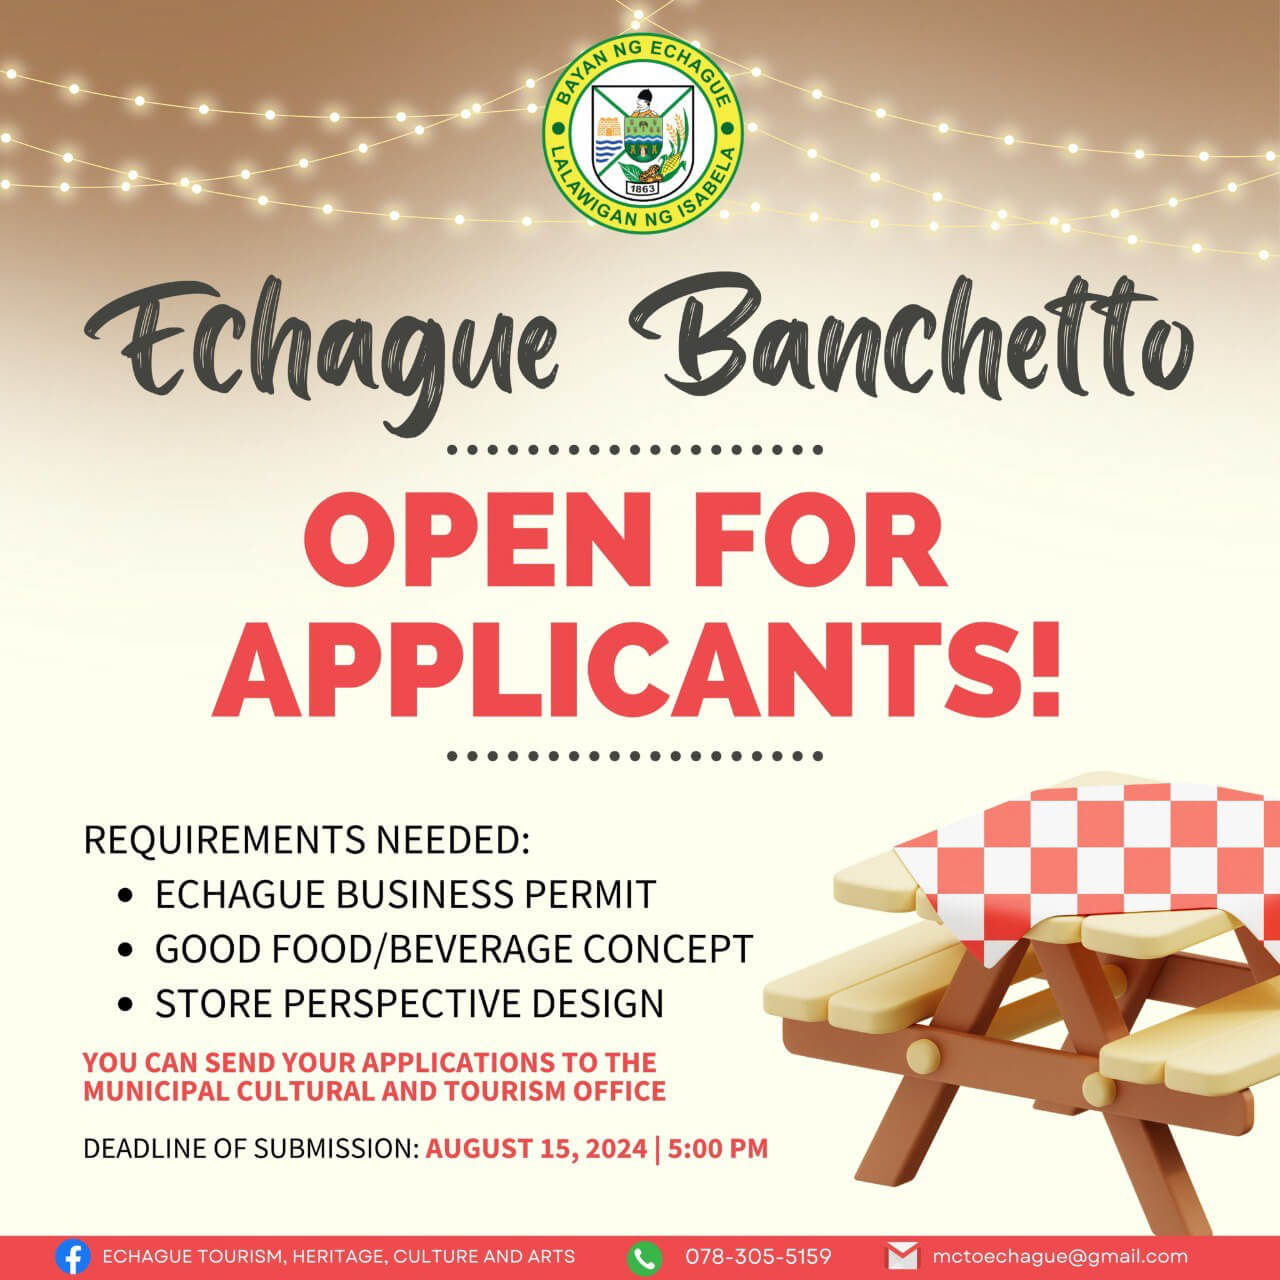 BAYAN NG ECHAGUE
LALAWIGAN NG ISABELA
1863
Echague Banchetto
OPEN FOR
APPLICANTS!
REQUIREMENTS NEEDED:
• ECHAGUE BUSINESS PERMIT
• GOOD FOOD/BEVERAGE CONCEPT
• STORE PERSPECTIVE DESIGN
YOU CAN SEND YOUR APPLICATIONS TO THE
MUNICIPAL CULTURAL AND TOURISM OFFICE
DEADLINE OF SUBMISSION: AUGUST 15, 2024 | 5:00 PM
ECHAGUE TOURISM, HERITAGE, CULTURE AND ARTS 078-305-5159 mctoechague@gmail.com